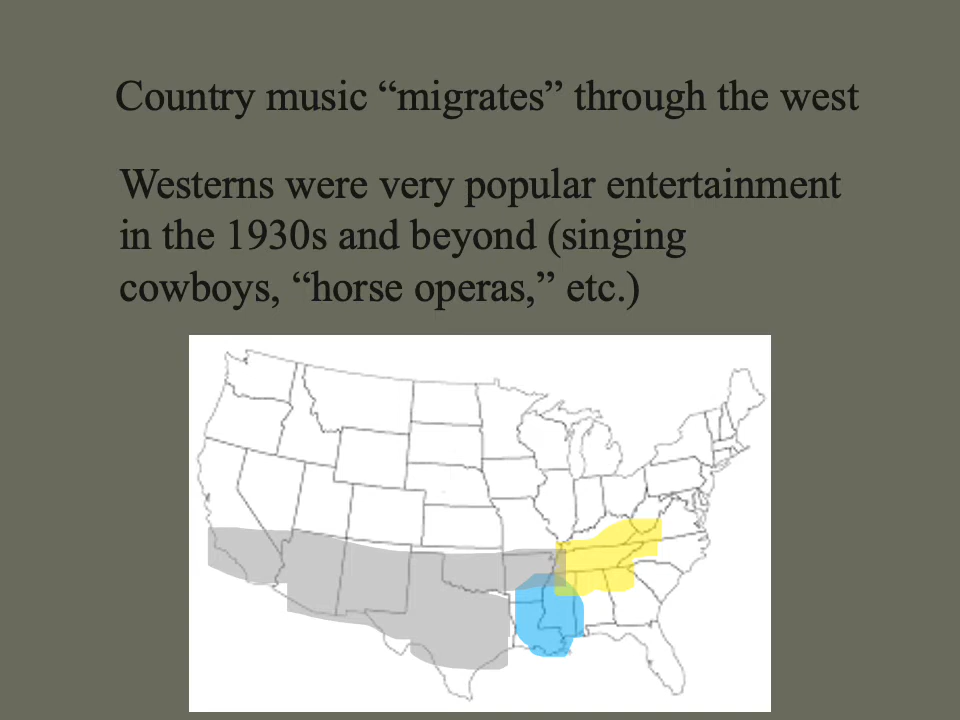 Country music “migrates” through the west
Westerns were very popular entertainment
in the 1930s and beyond (singing
cowboys, “horse operas,” etc.)